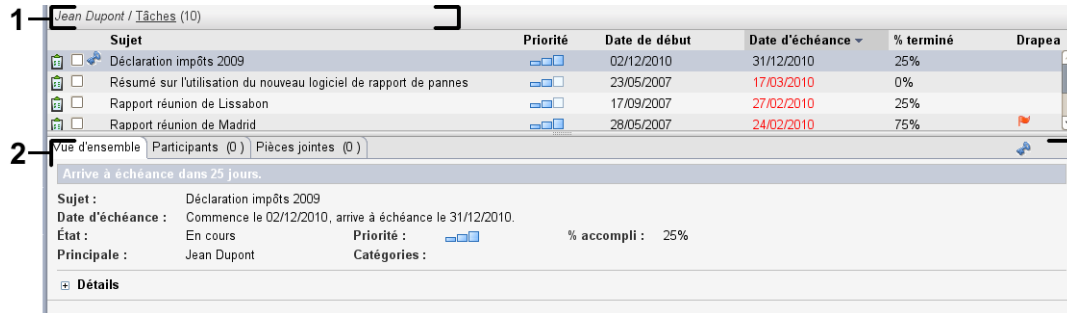 1
Jean Dupont / Tâches (10)
Sujet Priorité Date de début Date d'échéance % terminé Drapea
Déclaration impôts 2009 02/12/2010 31/12/2010 25%
Résumé sur l'utilisation du nouveau logiciel de rapport de pannes 23/05/2007 17/03/2010 0%
Rapport réunion de Lissabon 17/09/2007 27/02/2010 25%
Rapport réunion de Madrid 28/05/2007 24/02/2010 75%
2
Vue d'ensemble Participants (0) Pièces jointes (0)
Arrive à échéance dans 25 jours.
Sujet : Déclaration impôts 2009
Date d'échéance : Commence le 02/12/2010, arrive à échéance le 31/12/2010.
État : En cours Priorité : % accompli : 25%
Principale : Jean Dupont Catégories :
Détails